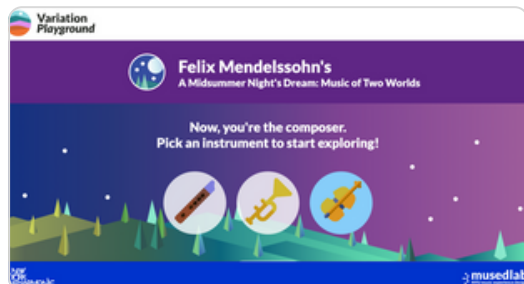 Variation
Playground
Felix Mendelssohn's
A Midsummer Night's Dream: Music of Two Worlds
Now, you're the composer.
Pick an instrument to start exploring!
musedlab